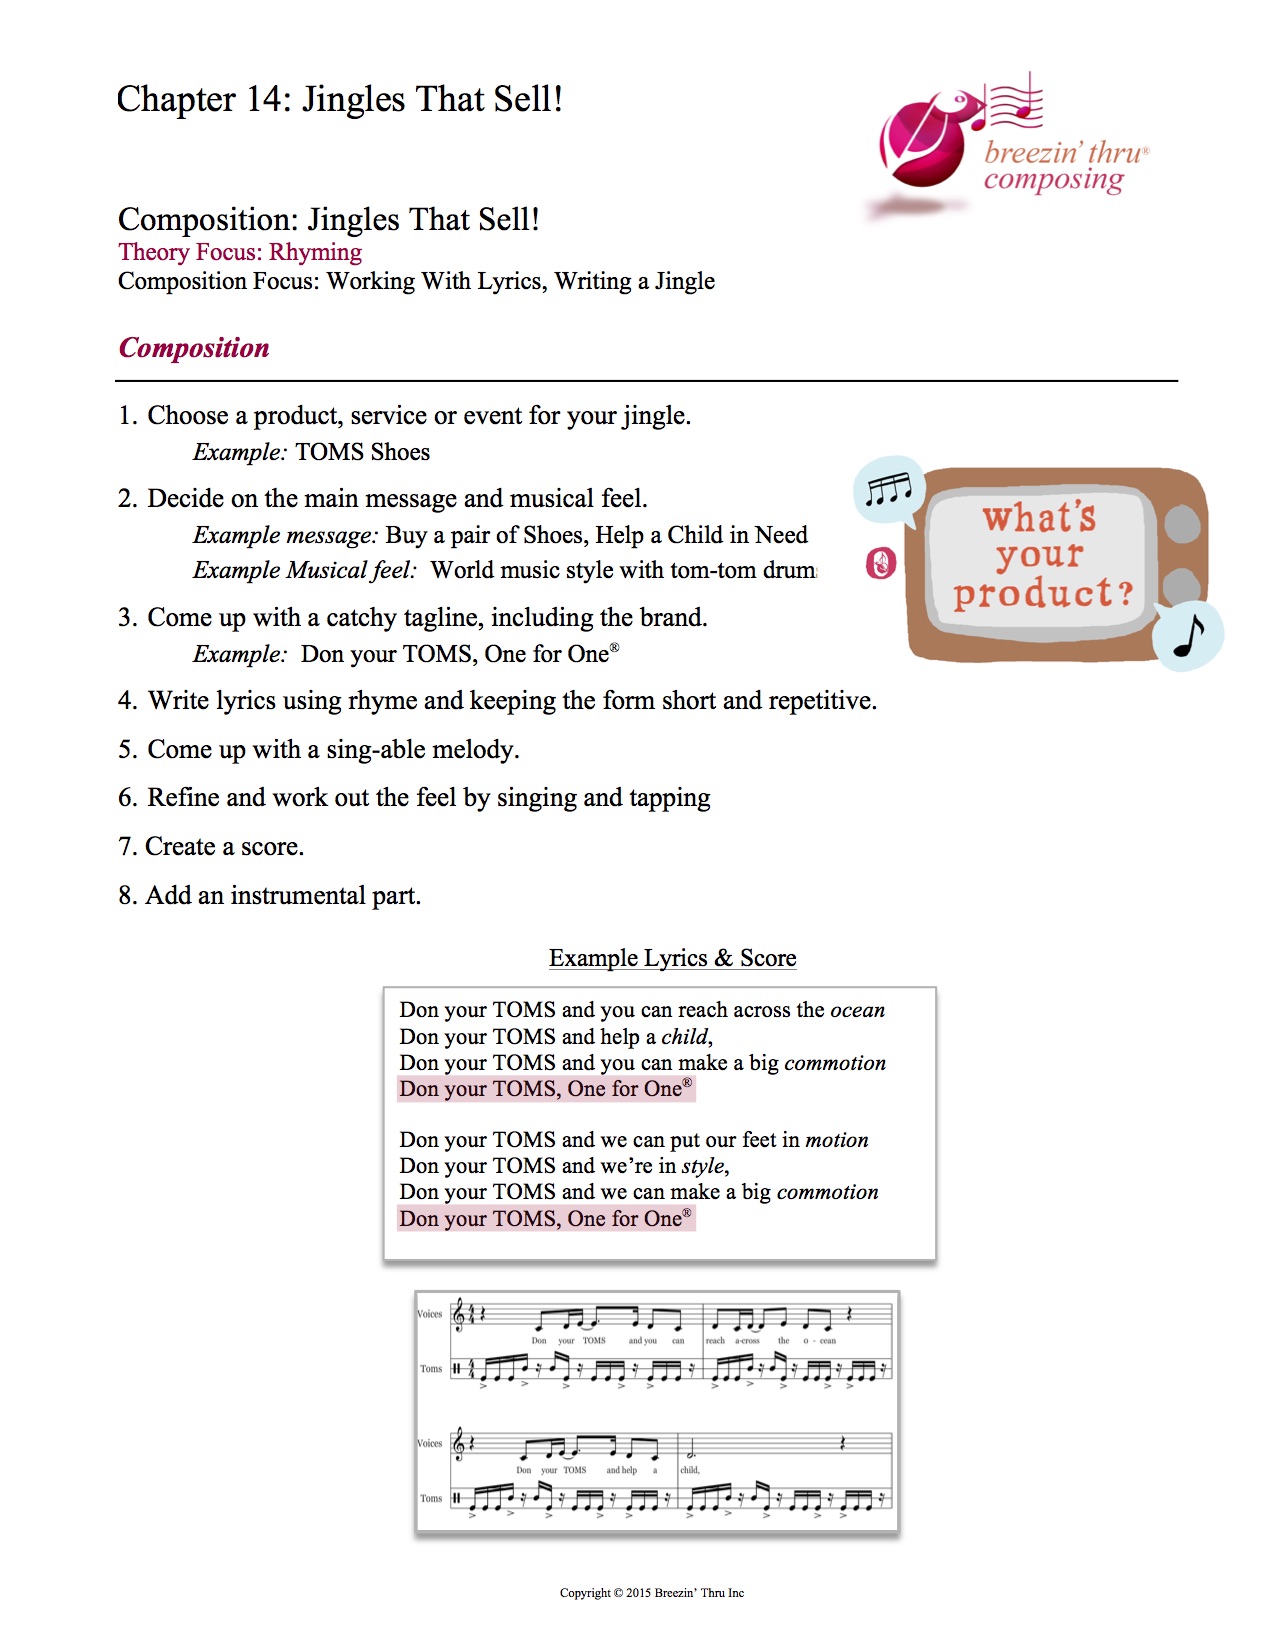 Chapter 14: Jingles That Sell!
breezin' thru®
composing
Composition: Jingles That Sell!
Theory Focus: Rhyming
Composition Focus: Working With Lyrics, Writing a Jingle
Composition
1. Choose a product, service or event for your jingle.
Example: TOMS Shoes
2. Decide on the main message and musical feel.
Example message: Buy a pair of Shoes, Help a Child in Need
Example Musical feel: World music style with tom-tom drums
what's
your
product?
3. Come up with a catchy tagline, including the brand.
Example: Don your TOMS, One for One®
4. Write lyrics using rhyme and keeping the form short and repetitive.
5. Come up with a sing-able melody.
6. Refine and work out the feel by singing and tapping
7. Create a score.
8. Add an instrumental part.
Example Lyrics & Score
Don your TOMS and you can reach across the ocean
Don your TOMS and help a child,
Don your TOMS and you can make a big commotion
Don your TOMS, One for One®
Don your TOMS and we can put our feet in motion
Don your TOMS and we're in style,
Don your TOMS and we can make a big commotion
Don your TOMS, One for One®
Voices
Don your TOMS and you can reach a-cross the o - cean
Toms
Voices
Don your TOMS and help a child,
Toms
Copyright © 2015 Breezin' Thru Inc